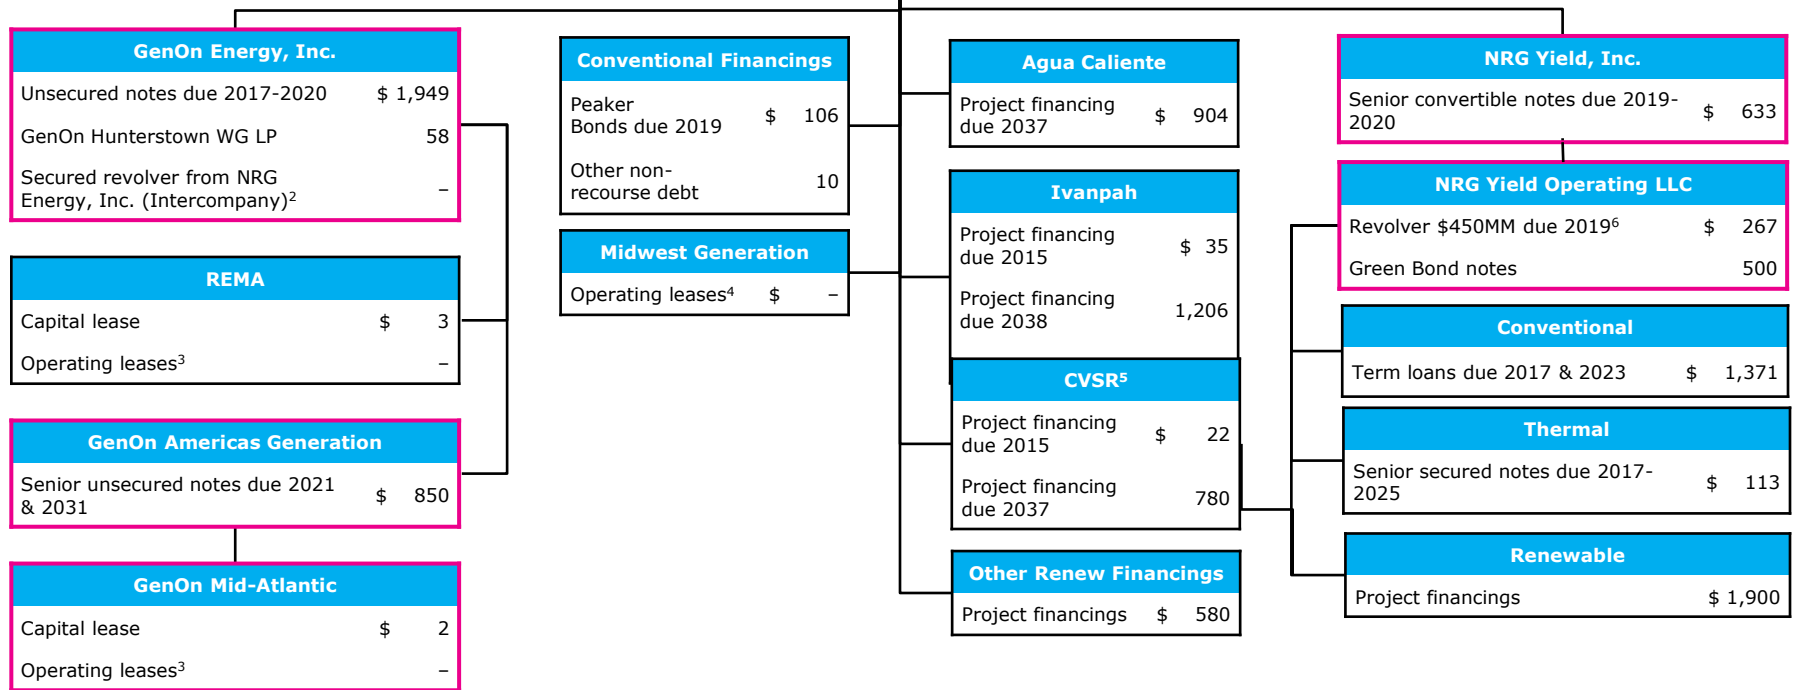 GenOn Energy, Inc.
Unsecured notes due 2017-2020 $ 1,949
GenOn Hunterstown WG LP 58
Secured revolver from NRG
Energy, Inc. (Intercompany)² –
REMA
Capital lease $ 3
Operating leases³ –
GenOn Americas Generation
Senior unsecured notes due 2021
& 2031 $ 850
GenOn Mid-Atlantic
Capital lease $ 2
Operating leases³ –
Conventional Financings
Peaker
Bonds due 2019 $ 106
Other non-
recourse debt 10
Midwest Generation
Operating leases⁴ $ –
Agua Caliente
Project financing
due 2037 $ 904
Ivanpah
Project financing
due 2015 $ 35
Project financing
due 2038 1,206
CVSR⁵
Project financing
due 2015 $ 22
Project financing
due 2037 780
Other Renew Financings
Project financings $ 580
NRG Yield, Inc.
Senior convertible notes due 2019-
2020 $ 633
NRG Yield Operating LLC
Revolver $450MM due 2019⁶ $ 267
Green Bond notes 500
Conventional
Term loans due 2017 & 2023 $ 1,371
Thermal
Senior secured notes due 2017-
2025 $ 113
Renewable
Project financings $ 1,900